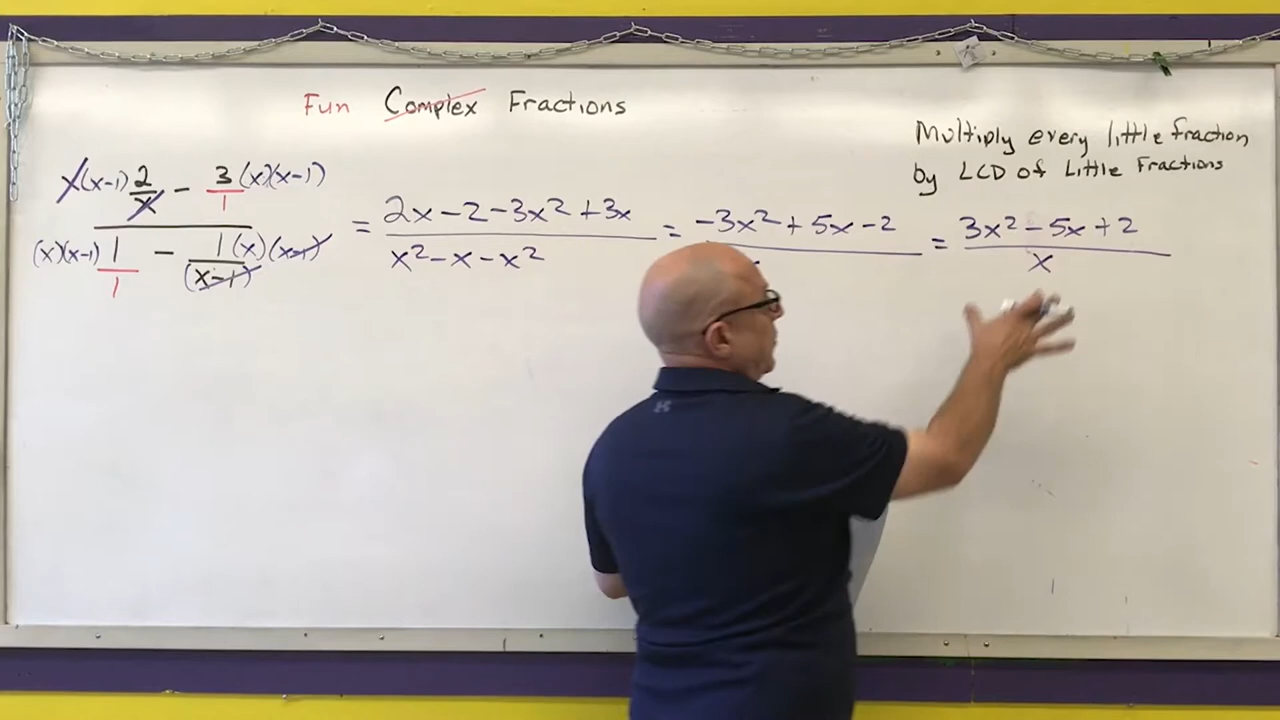 Fun Complex Fractions
Multiply every little fraction
by LCD of Little Fractions
x(x-1) 2/x - 3/1 (x)(x-1)
(x)(x-1) 1/1 - 1/(x-1) (x)(x-1)
= 2x-2-3x²+3x
x²-x-x²
= -3x²+5x-2
= 3x²-5x+2
x